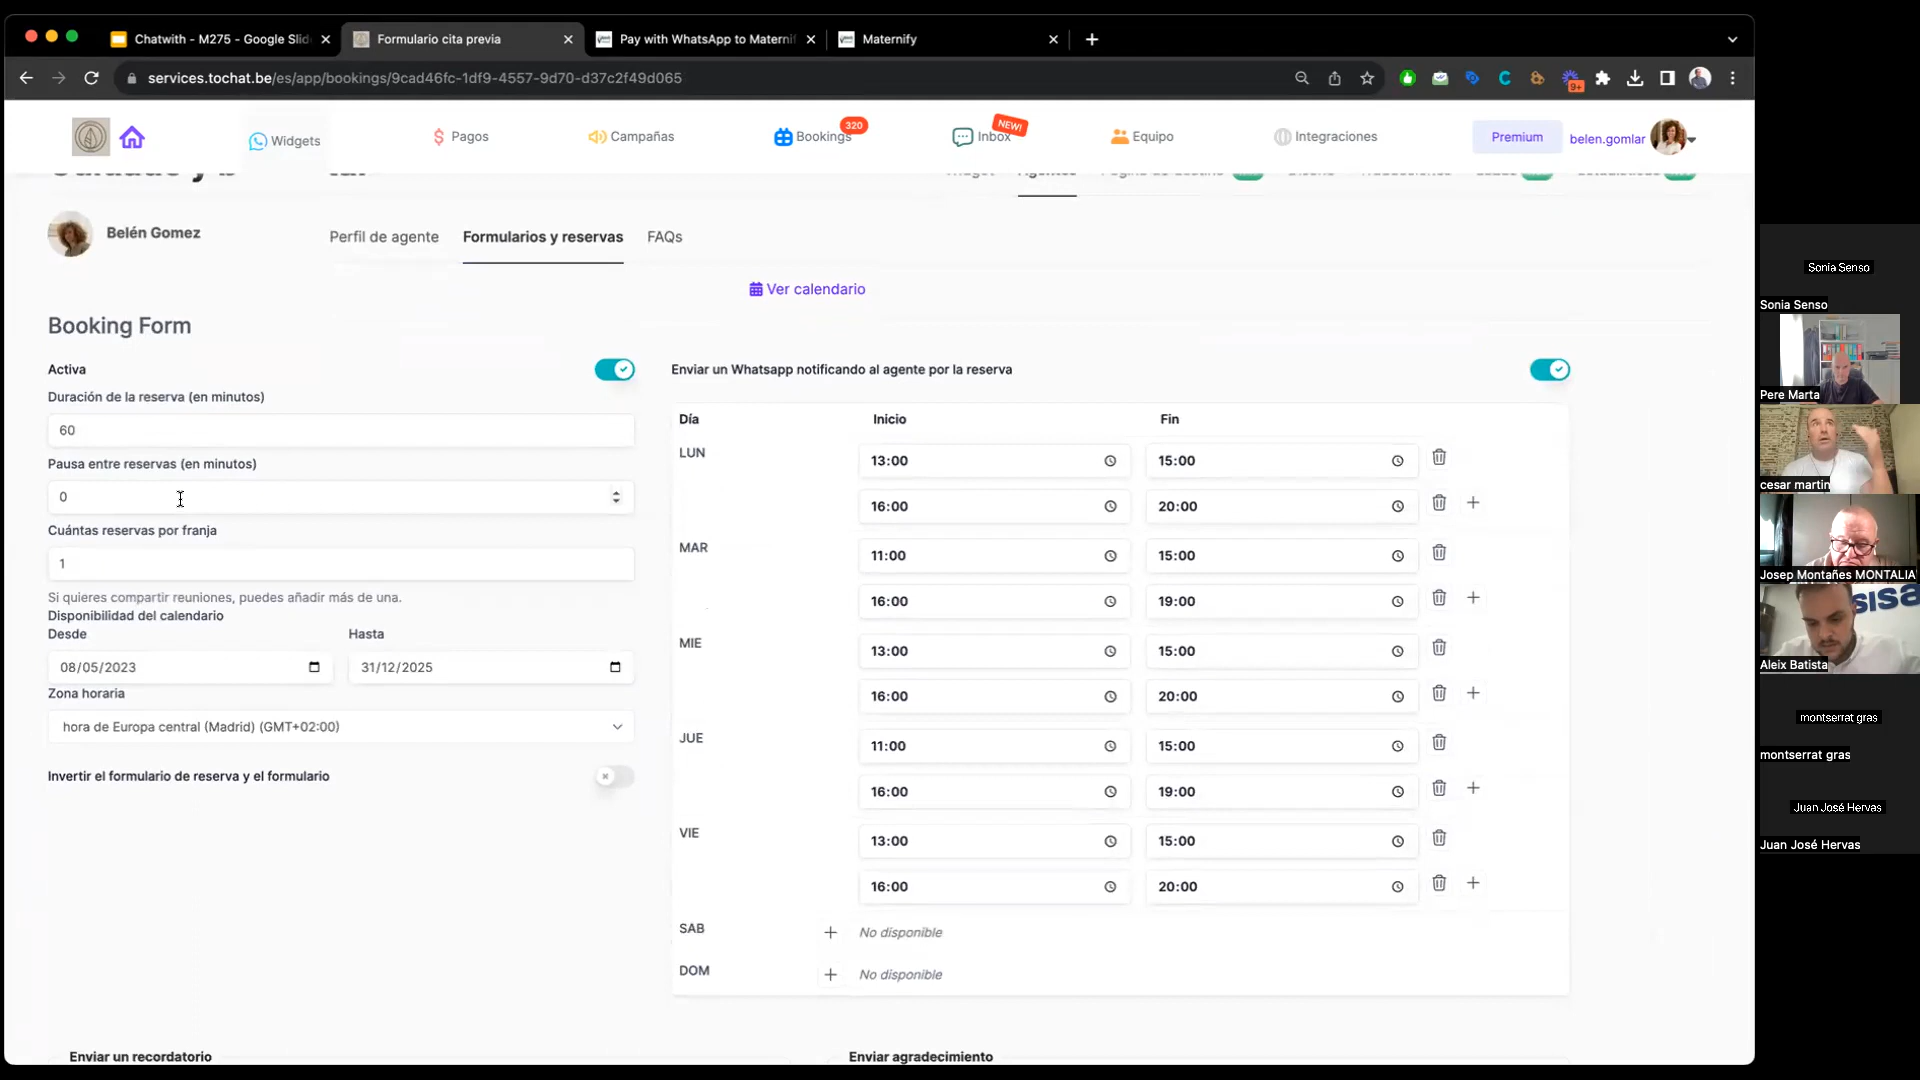 Chatwith - M275 - Google Slid
Formulario cita previa
Pay with WhatsApp to Materni
Maternify
services.tochat.be/es/app/bookings/9cad46fc-1df9-4557-9d70-d37c2f49d065
9+
Widgets
Pagos
Campañas
Bookings
320
Inbox
NEW!
Equipo
Integraciones
Premium
belen.gomlar
Belén Gomez
Perfil de agente
Formularios y reservas
FAQs
Ver calendario
Booking Form
Activa
Duración de la reserva (en minutos)
60
Pausa entre reservas (en minutos)
0
Cuántas reservas por franja
1
Si quieres compartir reuniones, puedes añadir más de una.
Disponibilidad del calendario
Desde Hasta
08/05/2023 31/12/2025
Zona horaria
hora de Europa central (Madrid) (GMT+02:00)
Invertir el formulario de reserva y el formulario
Enviar un Whatsapp notificando al agente por la reserva
Día Inicio Fin
LUN 13:00 15:00
16:00 20:00
MAR 11:00 15:00
16:00 19:00
MIE 13:00 15:00
16:00 20:00
JUE 11:00 15:00
16:00 19:00
VIE 13:00 15:00
16:00 20:00
SAB No disponible
DOM No disponible
Enviar un recordatorio
Enviar agradecimiento
Sonia Senso
Sonia Senso
Pere Marta
cesar martin
Josep Montañes MONTALIA
sisa
Aleix Batista
montserrat gras
montserrat gras
Juan José Hervas
Juan José Hervas